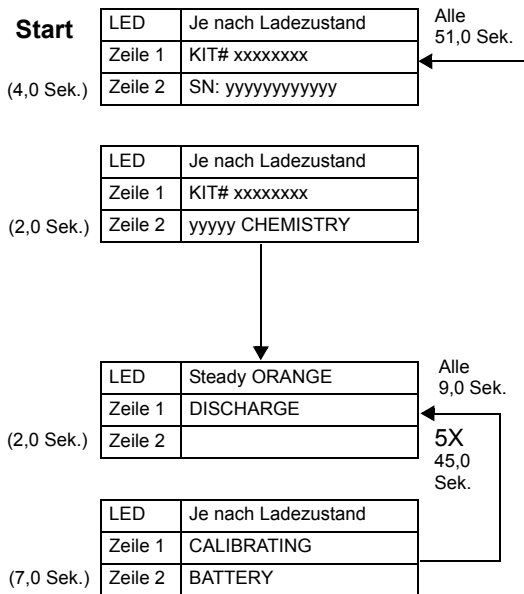 Start
LED Je nach Ladezustand
Zeile 1 KIT# xxxxxxxx
(4,0 Sek.) Zeile 2 SN: yyyyyyyyyyyy
Alle
51,0 Sek.
LED Je nach Ladezustand
Zeile 1 KIT# xxxxxxxx
(2,0 Sek.) Zeile 2 yyyyy CHEMISTRY
LED Steady ORANGE
Zeile 1 DISCHARGE
(2,0 Sek.) Zeile 2
Alle
9,0 Sek.
5X
45,0
Sek.
LED Je nach Ladezustand
Zeile 1 CALIBRATING
(7,0 Sek.) Zeile 2 BATTERY